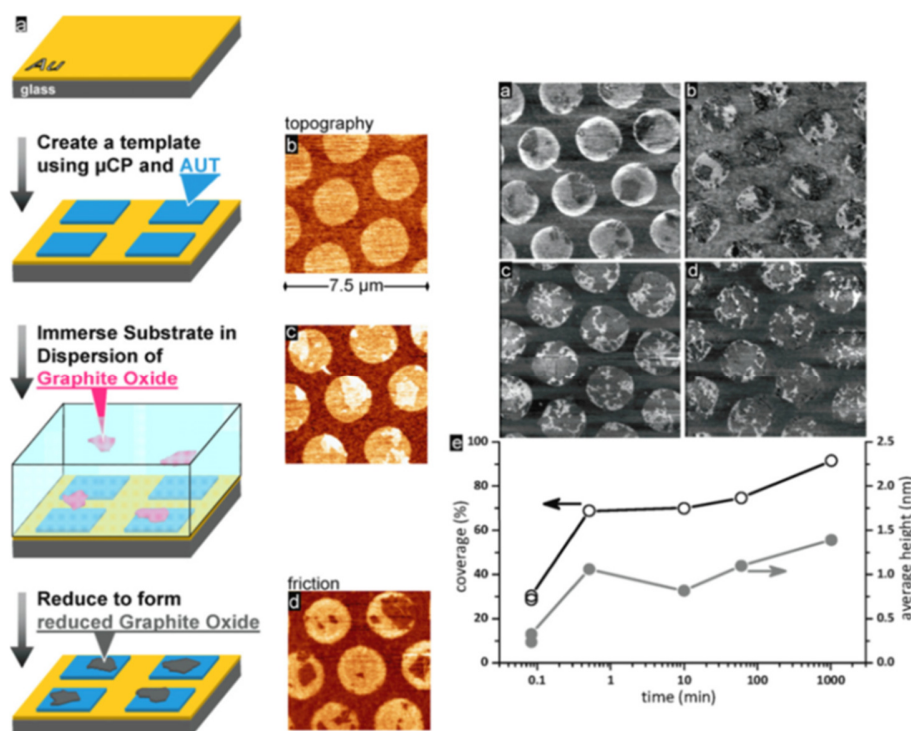 a
Au
glass
Create a template
using µCP and AUT
Immerse Substrate in
Dispersion of
Graphite Oxide
Reduce to form
reduced Graphite Oxide
topography
b
7.5 µm
c
friction
d
a
b
c
d
e
100
80
60
40
20
0
coverage (%)
2.5
2.0
1.5
1.0
0.5
0.0
average height (nm)
0.1
1
10
100
1000
time (min)